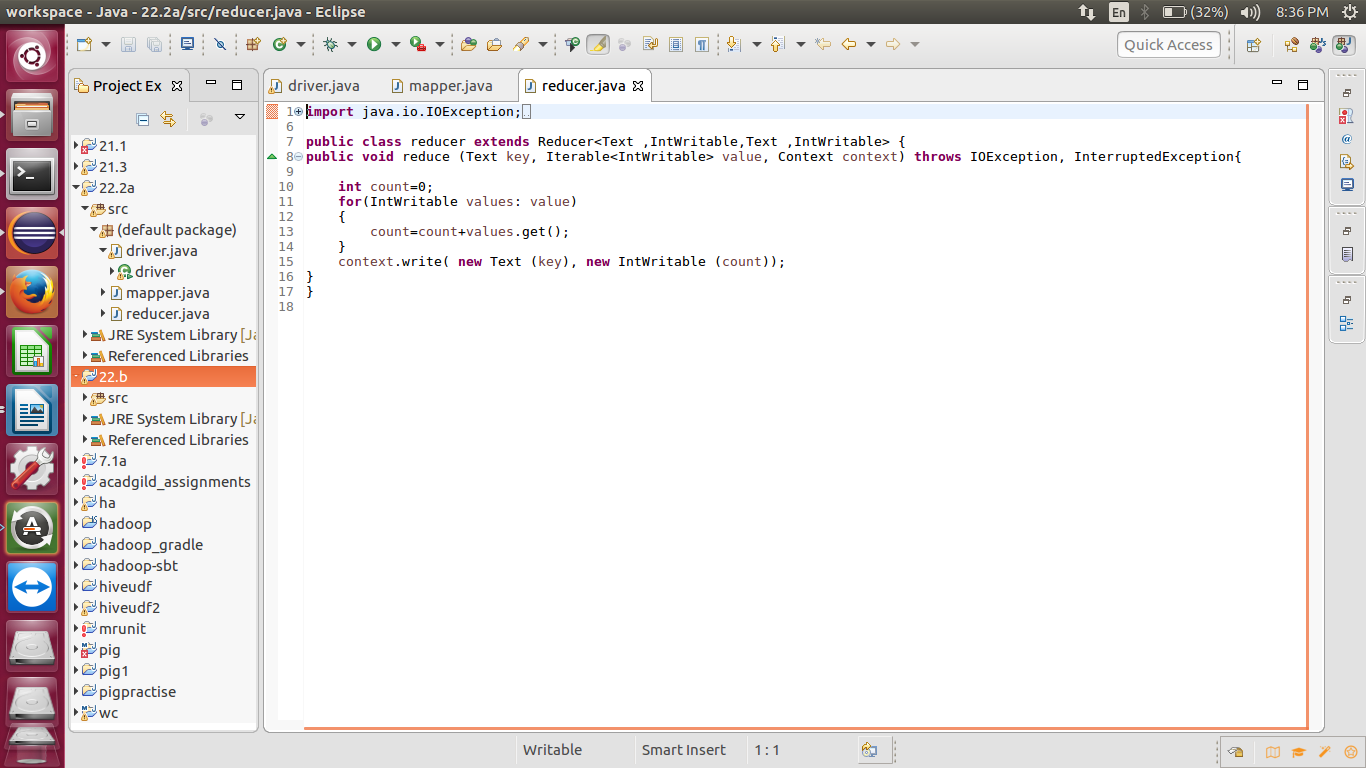 workspace - Java - 22.2a/src/reducer.java - Eclipse
En
(32%)
8:36 PM
Quick Access
Project Ex
driver.java
mapper.java
reducer.java
21.1
21.3
22.2a
src
(default package)
driver.java
driver
mapper.java
reducer.java
JRE System Library [Ja
Referenced Libraries
22.b
src
JRE System Library [Ja
Referenced Libraries
7.1a
acadgild_assignments
ha
hadoop
hadoop_gradle
hadoop-sbt
hiveudf
hiveudf2
mrunit
pig
pig1
pigpractise
wc
1 import java.io.IOException;
6
7 public class reducer extends Reducer<Text ,IntWritable,Text ,IntWritable> {
8 public void reduce (Text key, Iterable<IntWritable> value, Context context) throws IOException, InterruptedException{
9
10 int count=0;
11 for(IntWritable values: value)
12 {
13 count=count+values.get();
14 }
15 context.write( new Text (key), new IntWritable (count));
16 }
17 }
18
Writable
Smart Insert
1 : 1